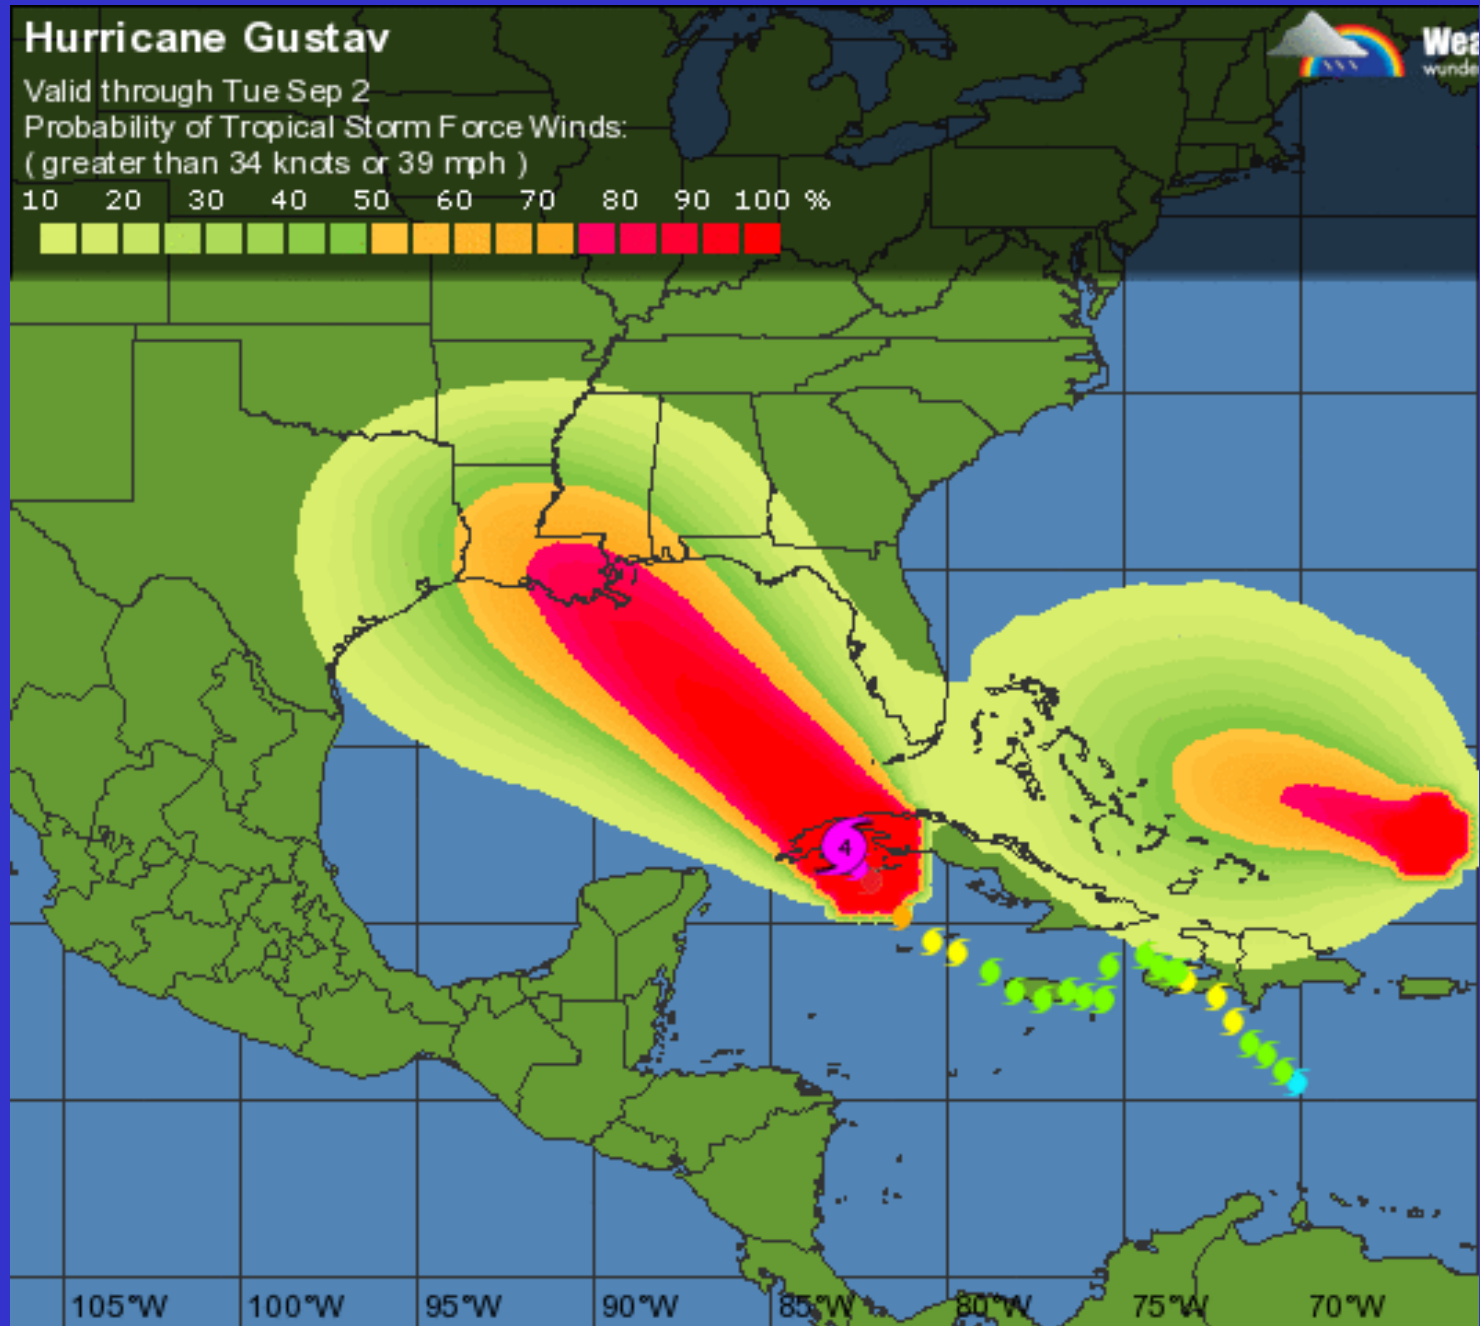 Hurricane Gustav
Valid through Tue Sep 2
Probability of Tropical Storm Force Winds:
( greater than 34 knots or 39 mph )
10 20 30 40 50 60 70 80 90 100 %
Wea
wunde
4
105°W 100°W 95°W 90°W 85°W 80°W 75°W 70°W